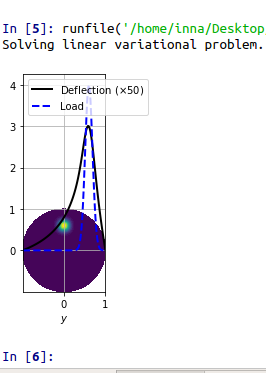 In [5]: runfile('/home/inna/Desktop
Solving linear variational problem.
Deflection (×50)
Load
4
3
2
1
0
0 1
y
In [6]: